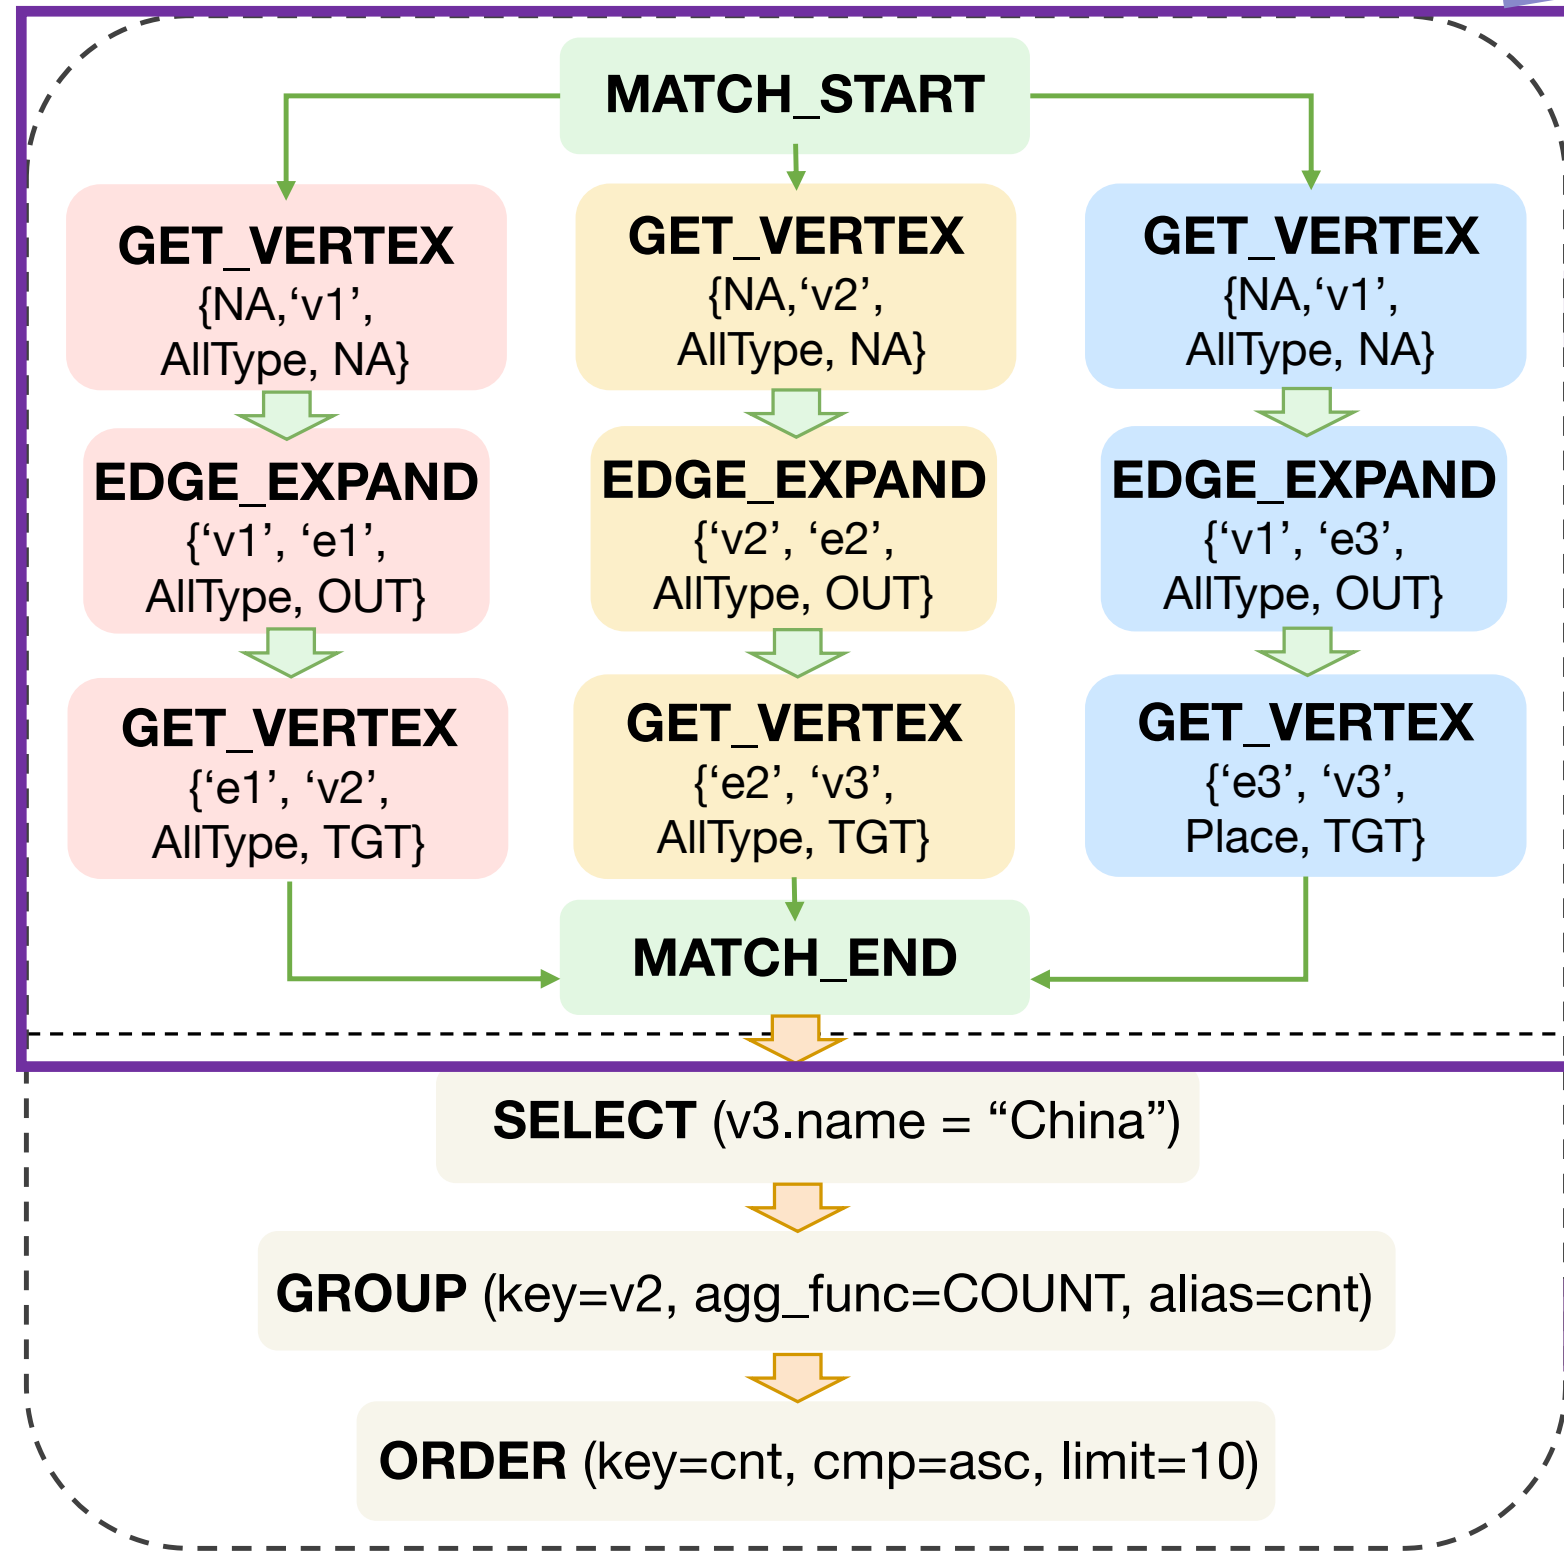 MATCH_START
GET_VERTEX
{NA,‘v1’,
AllType, NA}
EDGE_EXPAND
{‘v1’, ‘e1’,
AllType, OUT}
GET_VERTEX
{‘e1’, ‘v2’,
AllType, TGT}
GET_VERTEX
{NA,‘v2’,
AllType, NA}
EDGE_EXPAND
{‘v2’, ‘e2’,
AllType, OUT}
GET_VERTEX
{‘e2’, ‘v3’,
AllType, TGT}
GET_VERTEX
{NA,‘v1’,
AllType, NA}
EDGE_EXPAND
{‘v1’, ‘e3’,
AllType, OUT}
GET_VERTEX
{‘e3’, ‘v3’,
Place, TGT}
MATCH_END
SELECT (v3.name = “China”)
GROUP (key=v2, agg_func=COUNT, alias=cnt)
ORDER (key=cnt, cmp=asc, limit=10)